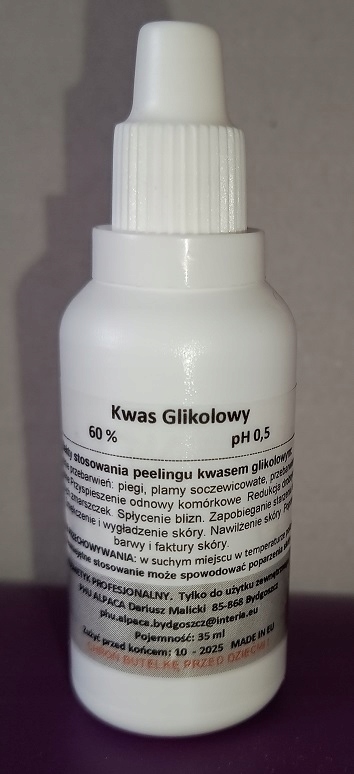 Kwas Glikolowy
60 % pH 0,5
stosowania peelingu kwasem glikolowym
przebarwień: piegi, plamy soczewicowate,
Przyspieszenie odnowy komórkowe Redukcja
zmarszczek. Spłycenie blizn. Zapobieganie
i wygładzenie skóry. Nawilżenie skóry
barwy i faktury skóry.
w suchym miejscu w temperaturze
stosowanie może spowodować poparzenia
PROFESJONALNY. Tylko do użytku
PHU ALPACA Dariusz Malicki 85-868 Bydgoszcz
phu.alpaca.bydgoszcz@interia.eu
Pojemność: 35 ml
Zużyć przed końcem: 10 - 2025 MADE IN EU
CHROŃ BUTELKĘ PRZED DZIEĆMI